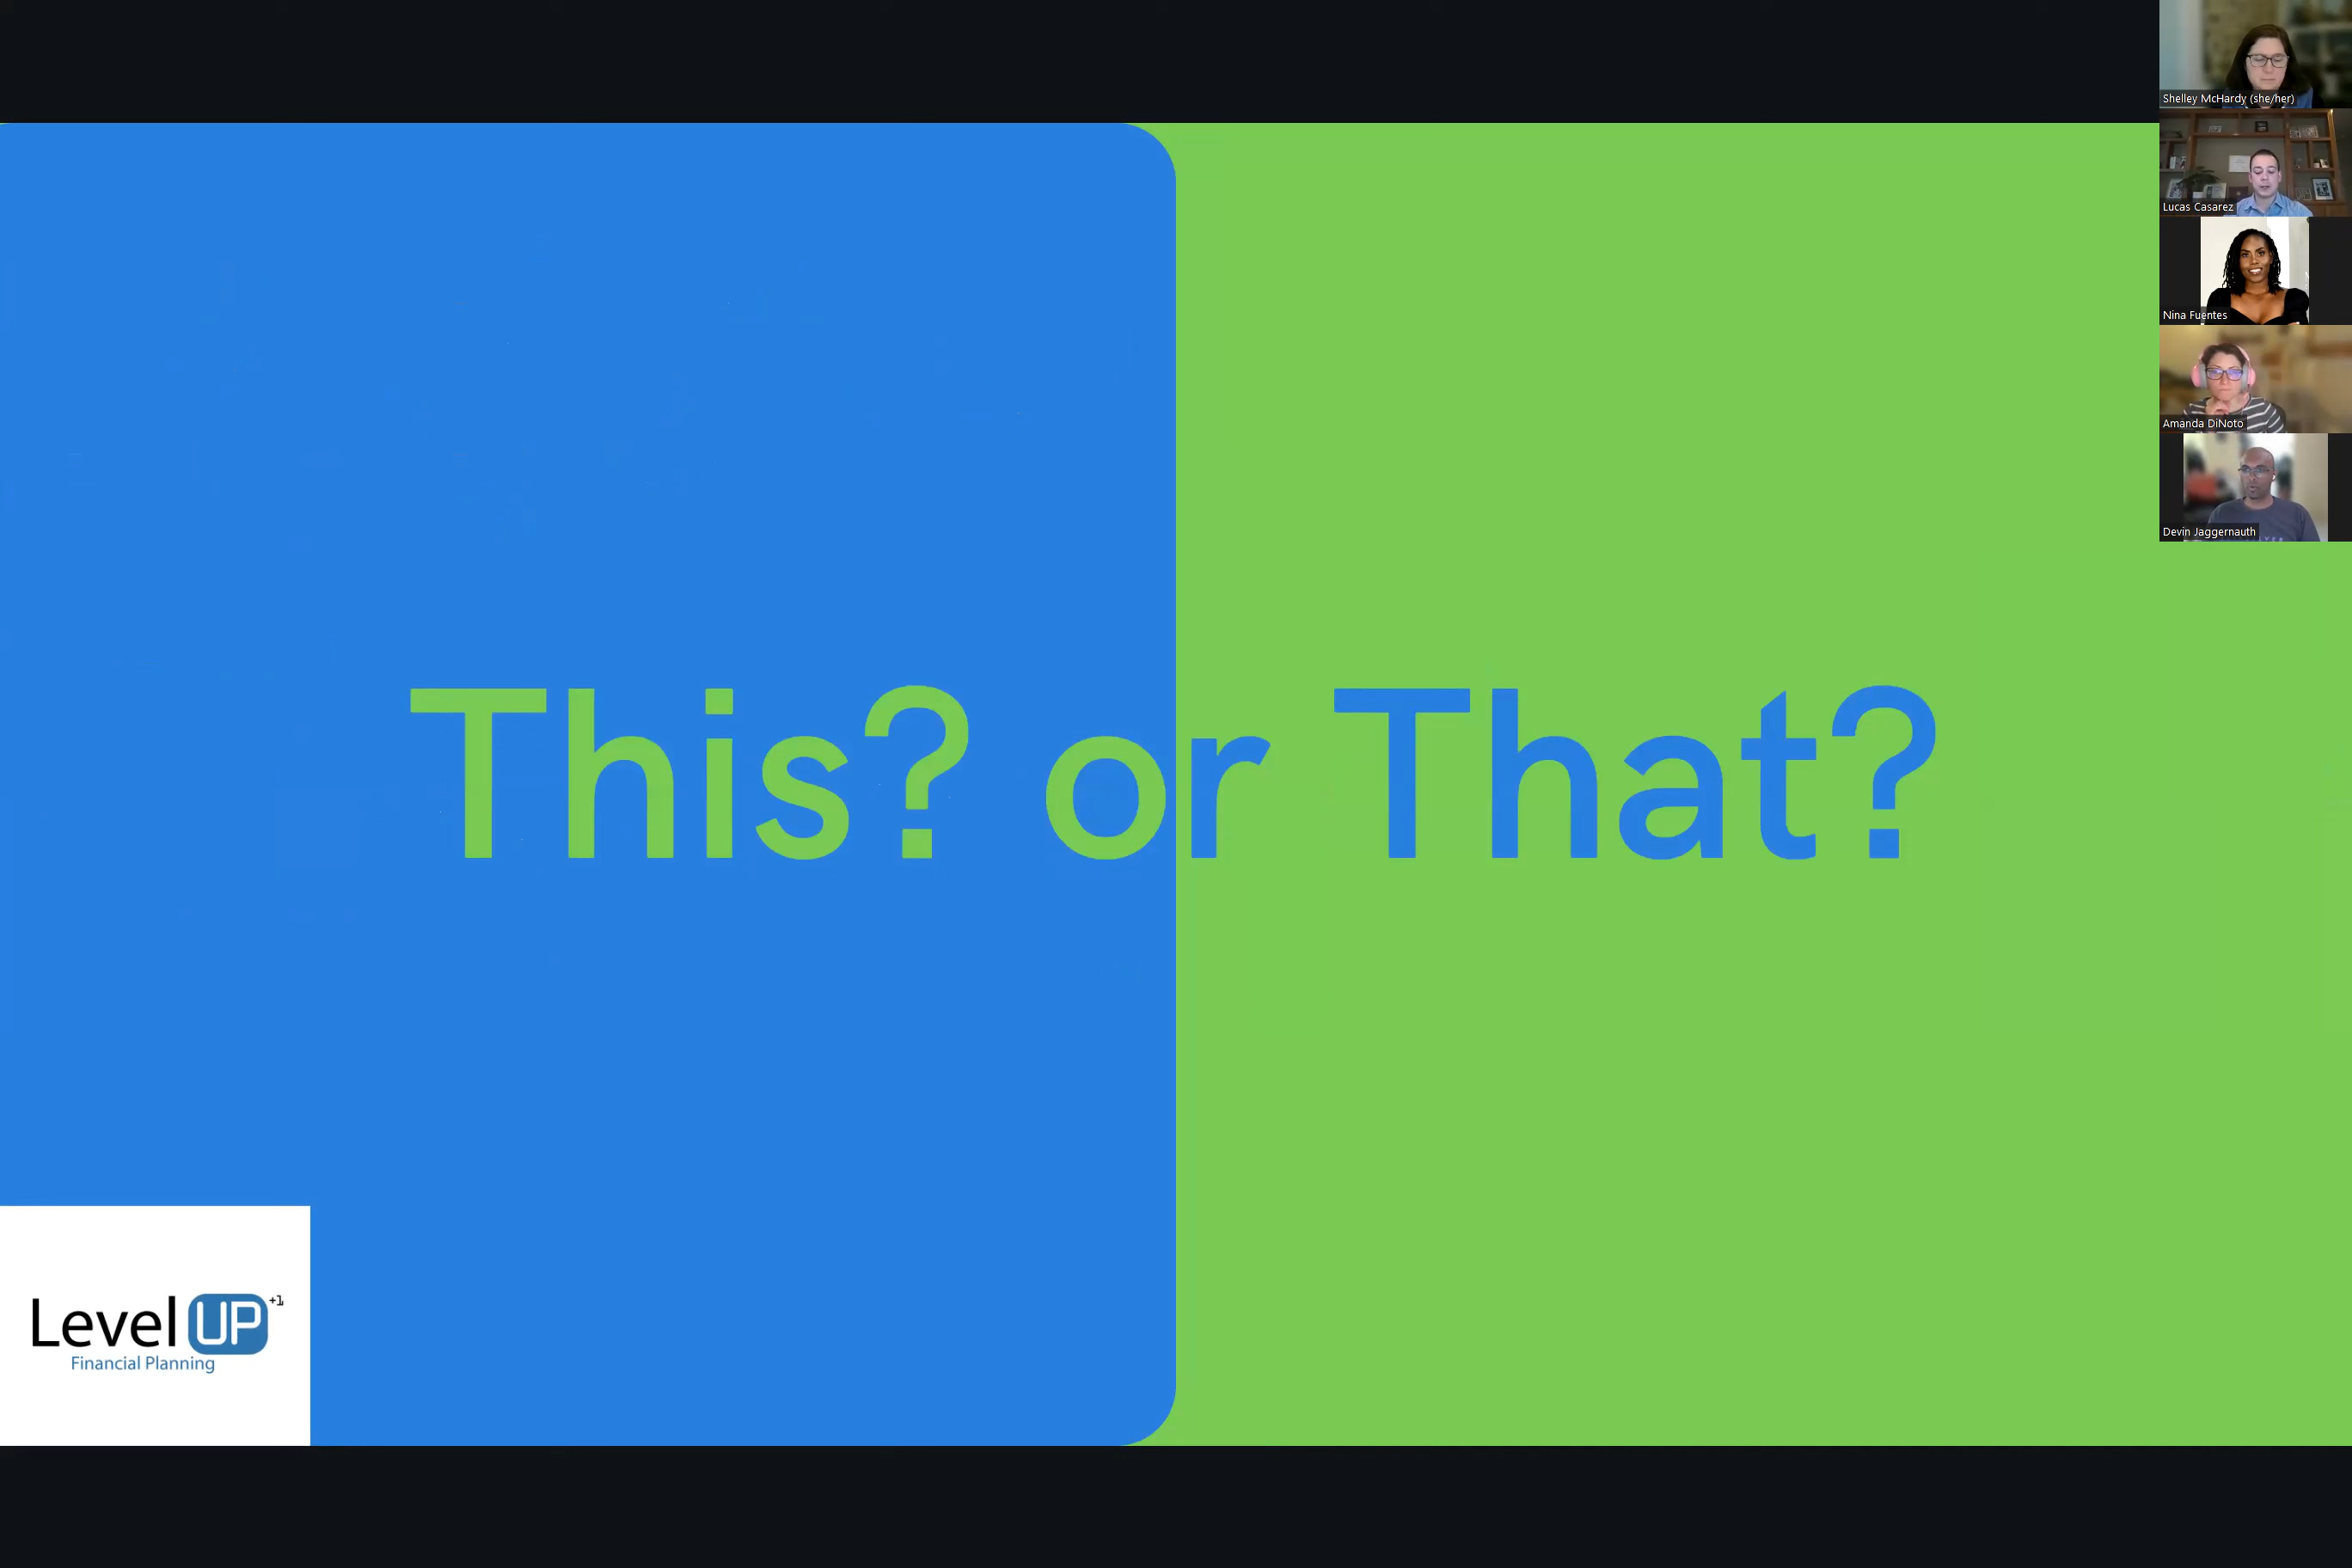 Shelley McHardy (she/her)
Lucas Casarez
Nina Fuentes
Amanda DiNoto
Devin Jaggernauth
This? or That?
Level UP +1
Financial Planning